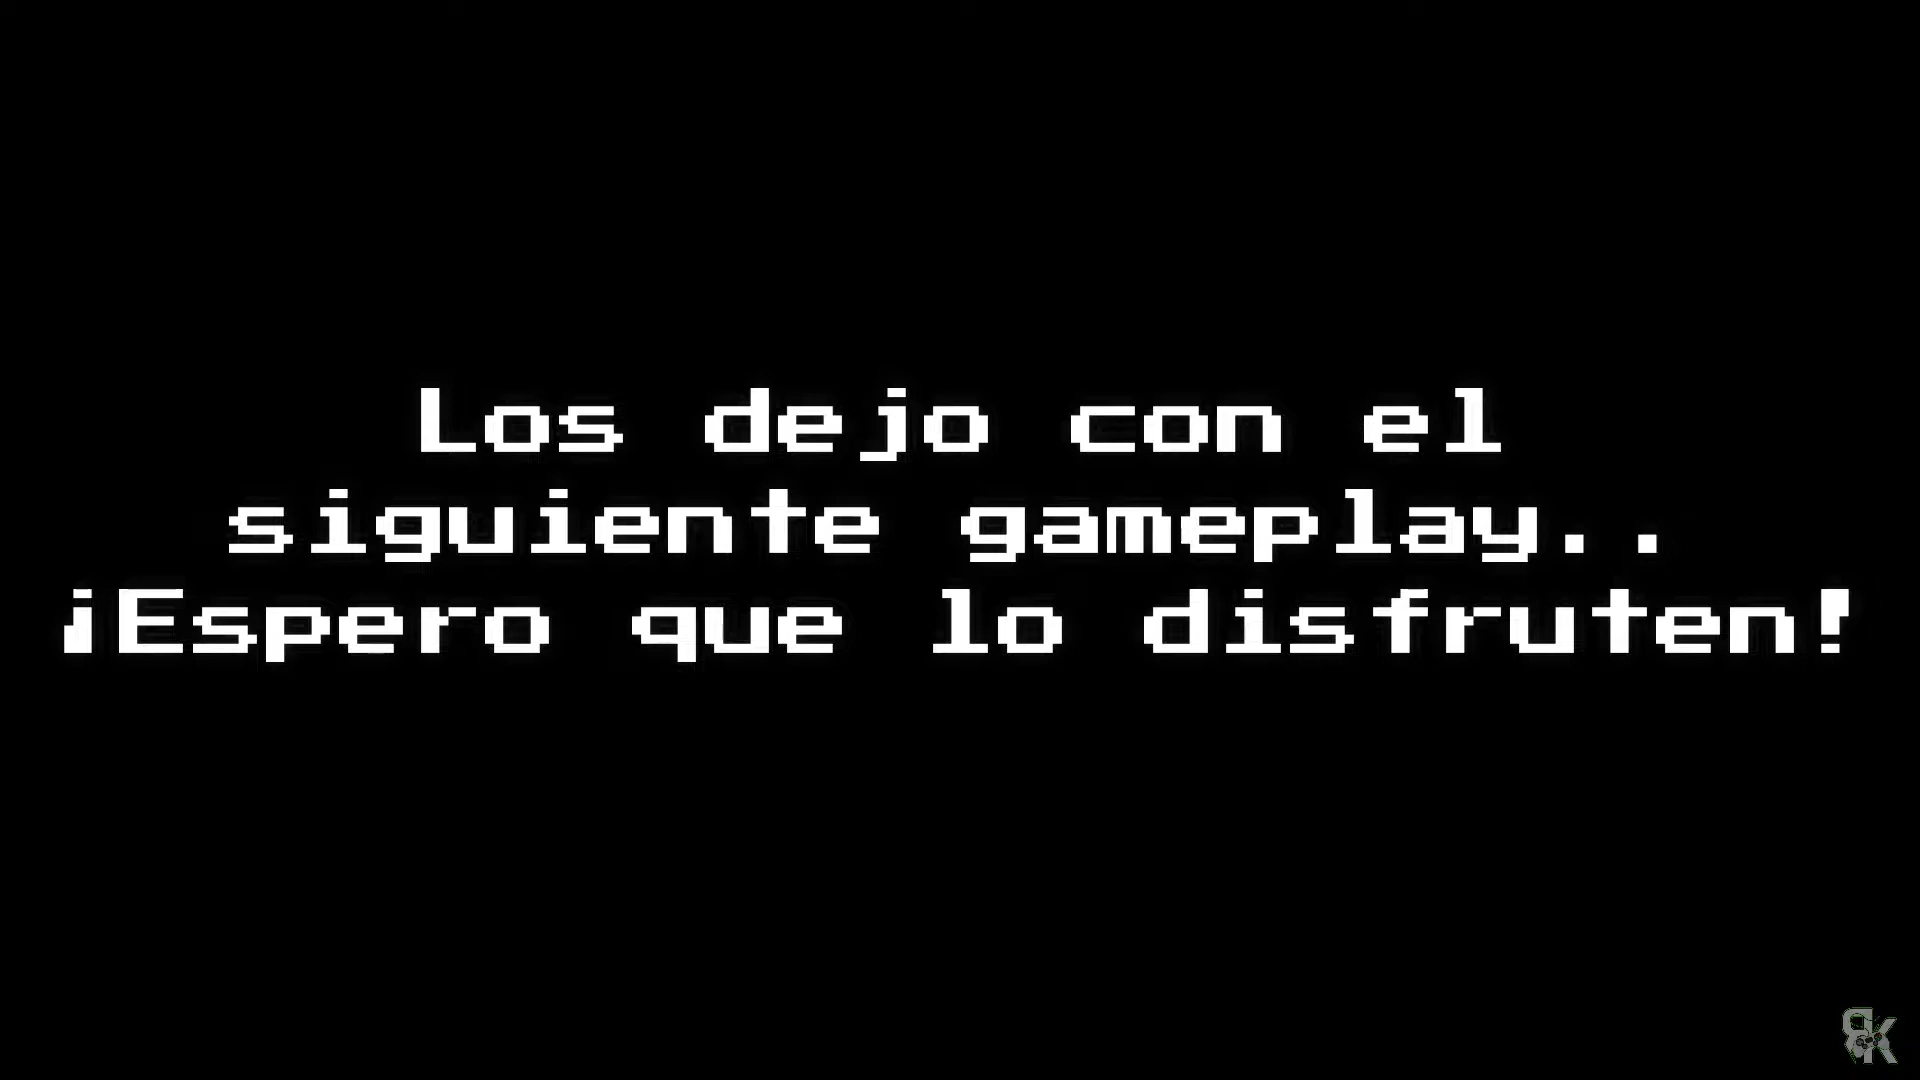 Los dejo con el
siguiente gameplay..
¡Espero que lo disfruten!